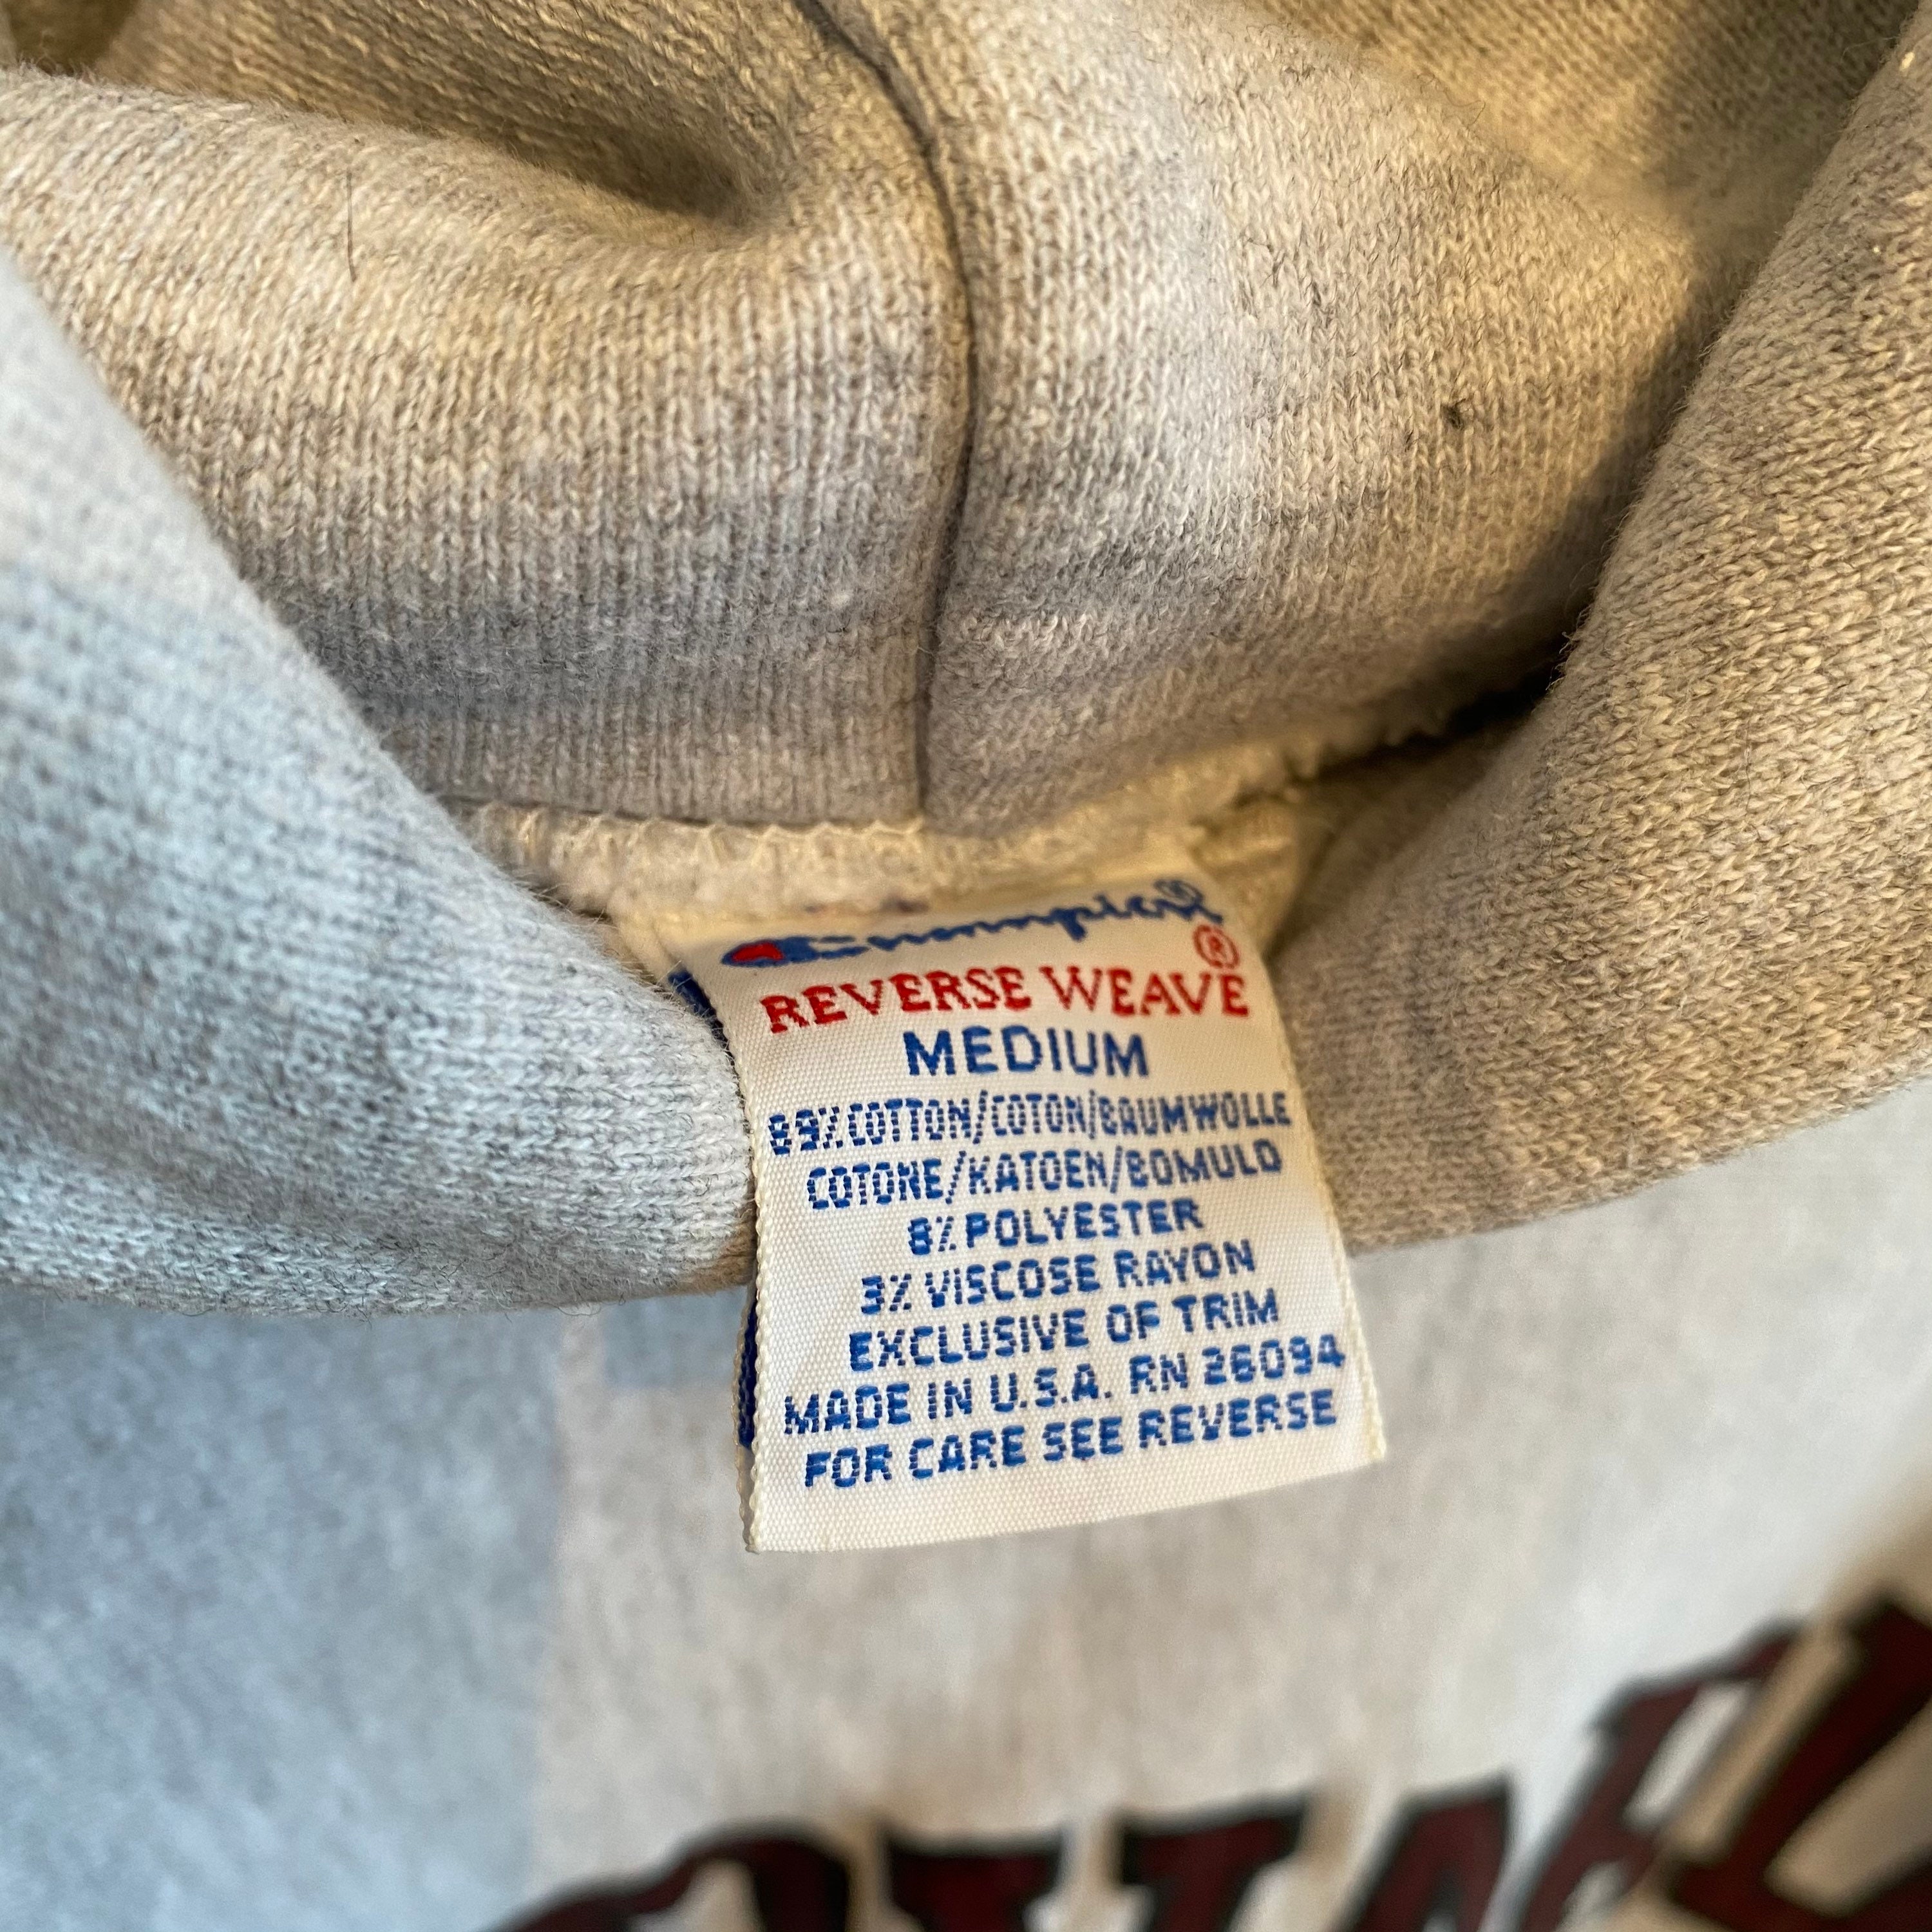 Champion®
REVERSE WEAVE®
MEDIUM
89% COTTON/COTON/BAUMWOLLE
COTONE/KATOEN/BOMULD
8% POLYESTER
3% VISCOSE RAYON
EXCLUSIVE OF TRIM
MADE IN U.S.A. RN 26094
FOR CARE SEE REVERSE